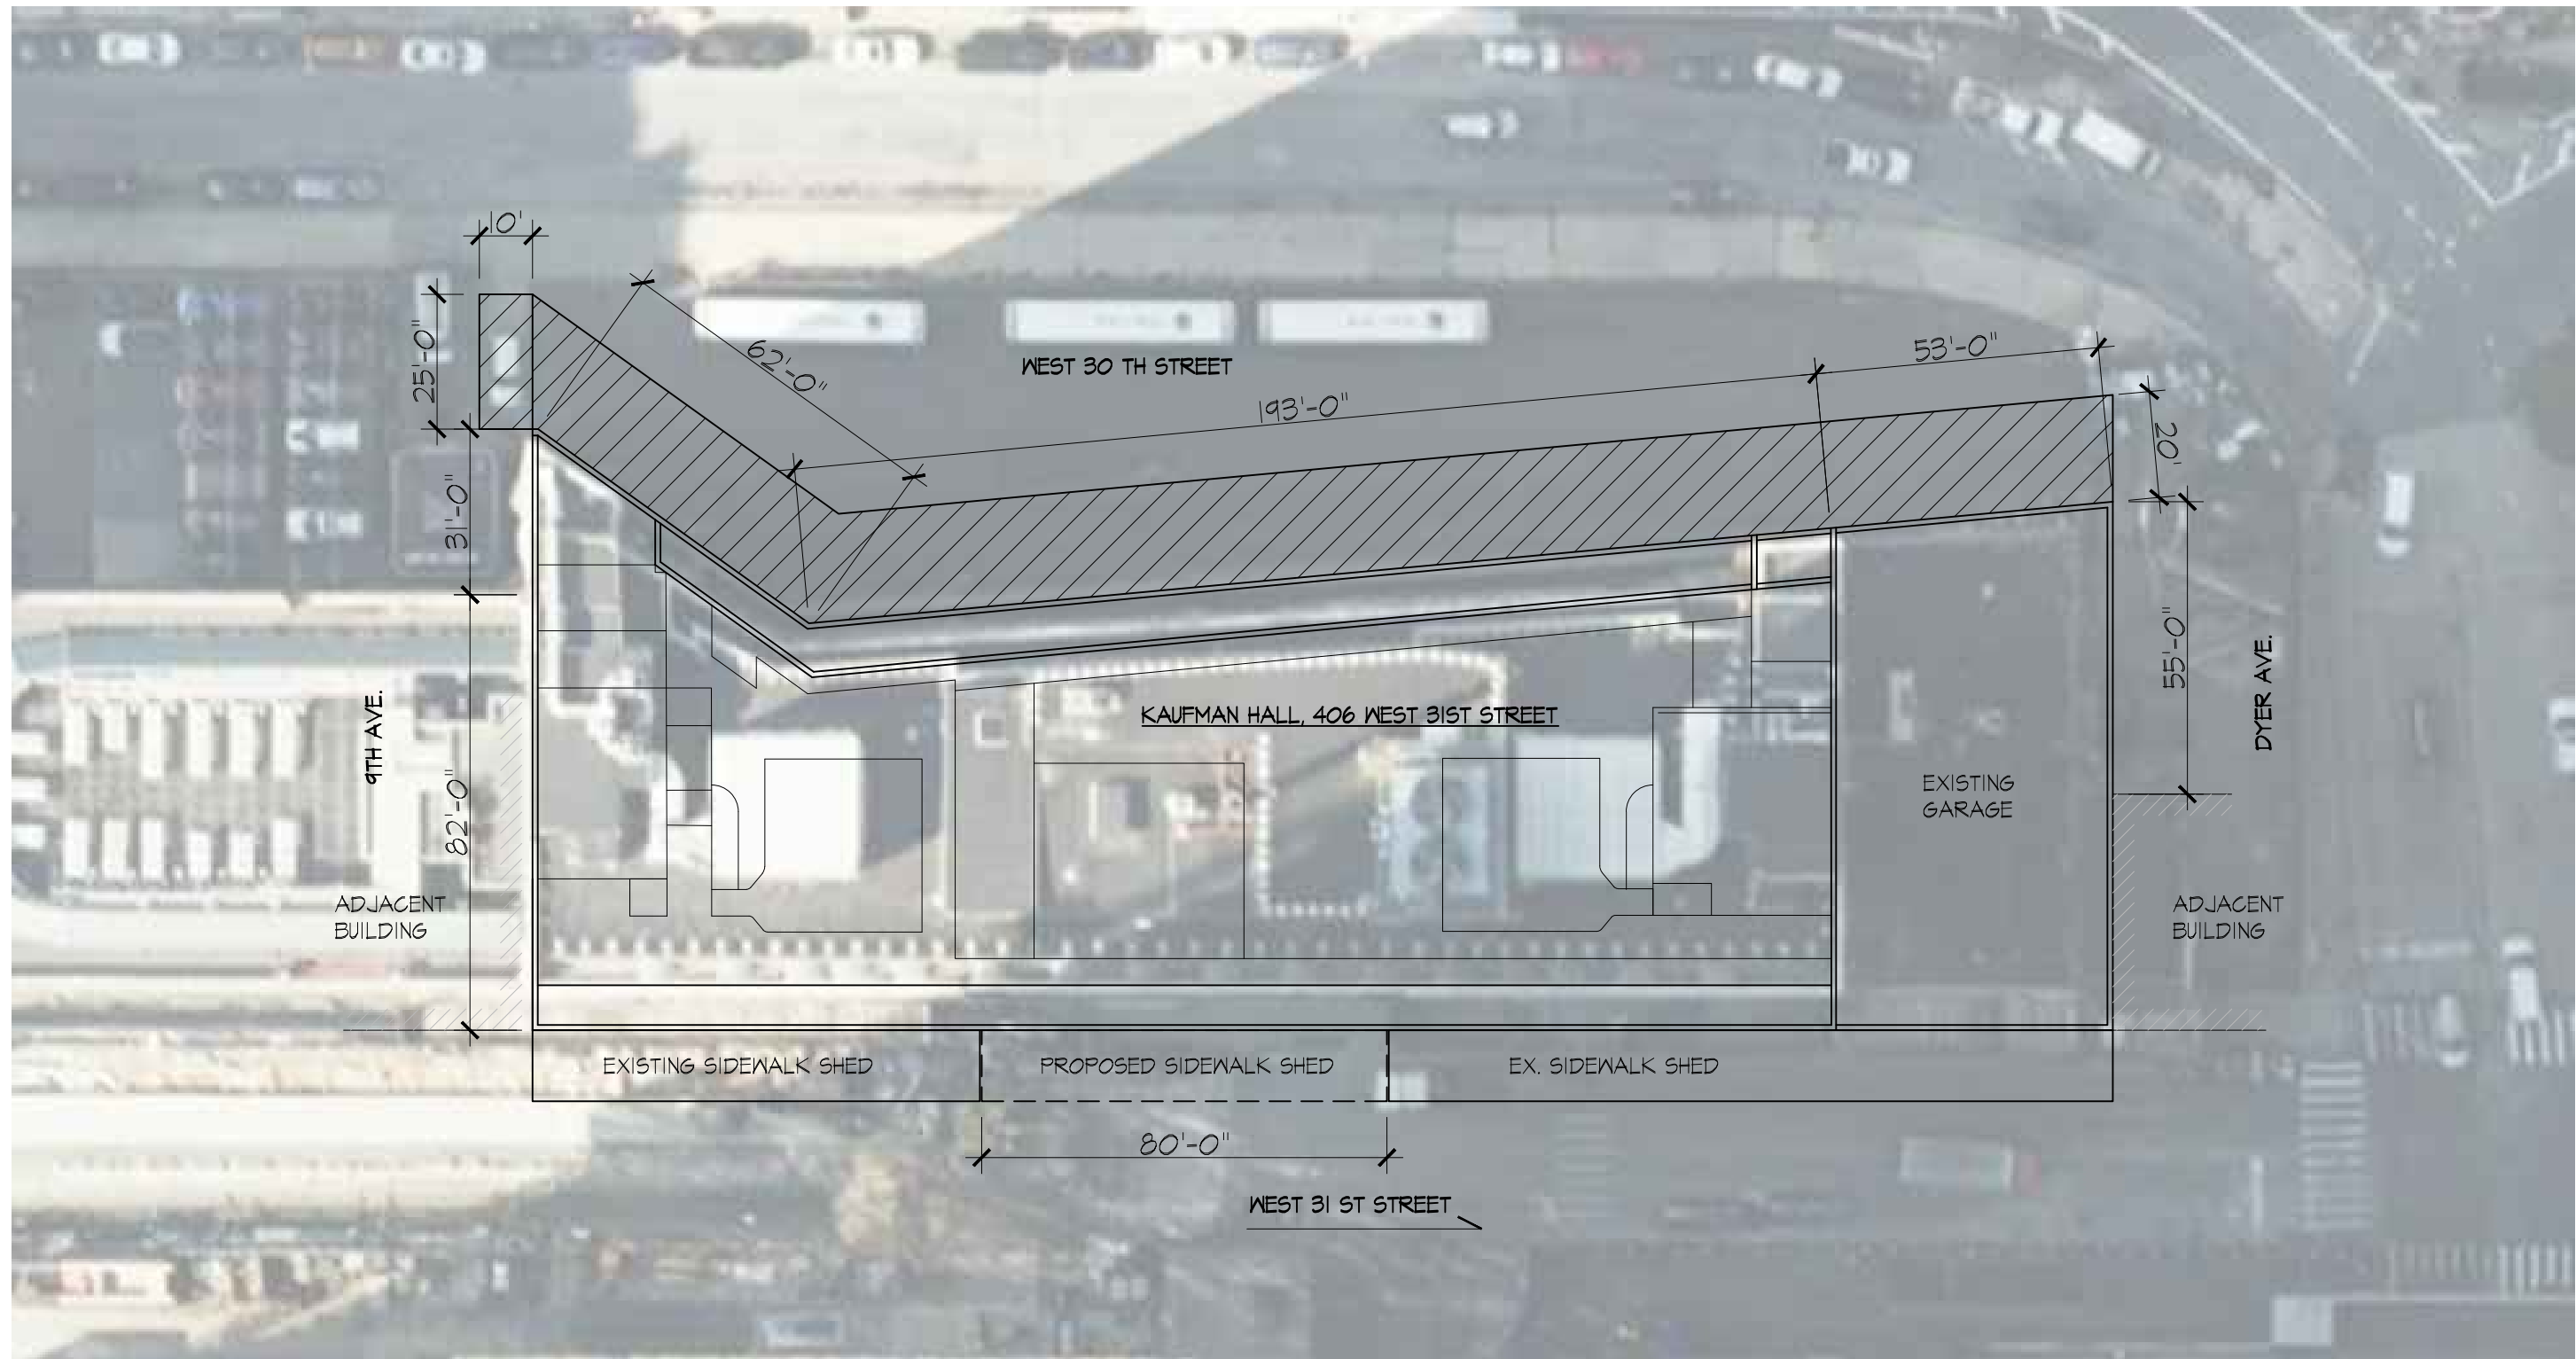 10'
25'-0"
62'-0"
WEST 30 TH STREET
193'-0"
53'-0"
20'
31'-0"
55'-0"
9TH AVE.
82'-0"
KAUFMAN HALL, 406 WEST 31ST STREET
EXISTING
GARAGE
DYER AVE.
ADJACENT
BUILDING
ADJACENT
BUILDING
EXISTING SIDEWALK SHED
PROPOSED SIDEWALK SHED
EX. SIDEWALK SHED
80'-0"
WEST 31 ST STREET